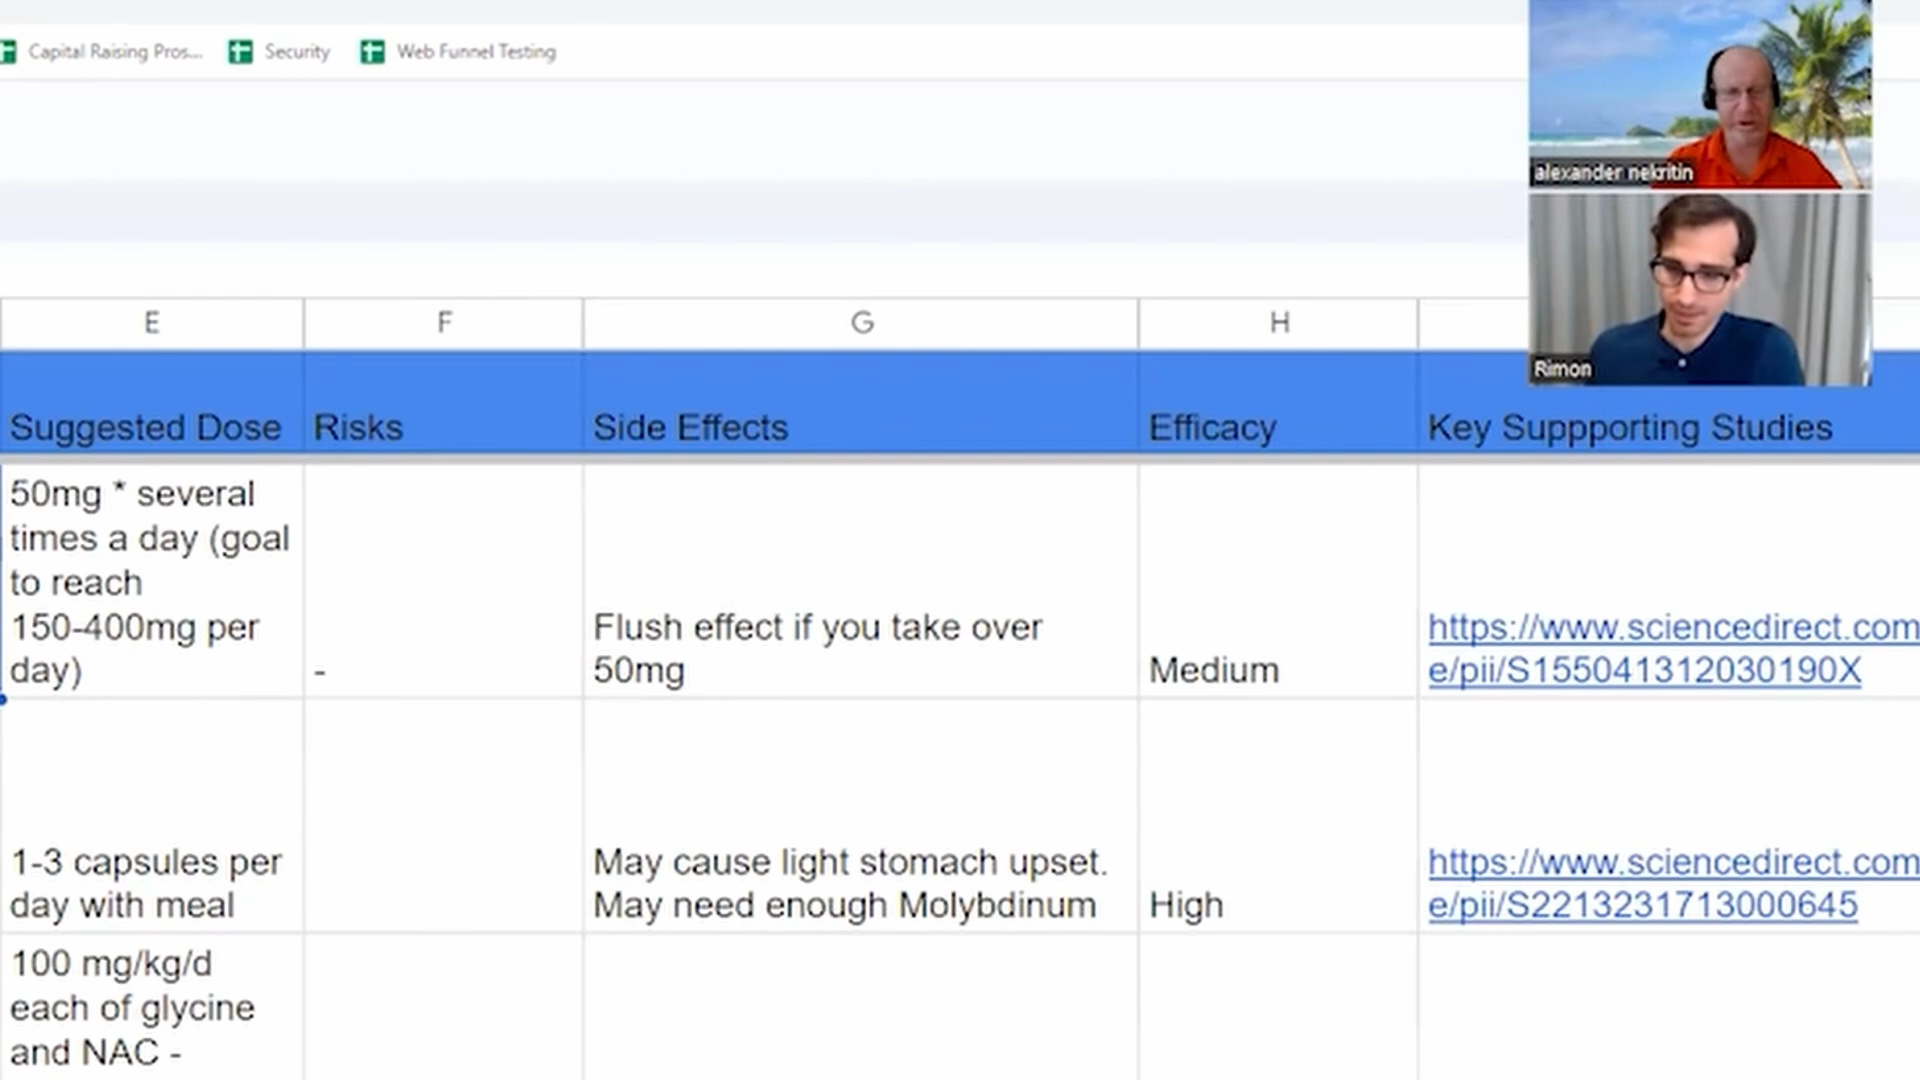 Capital Raising Pros...
Security
Web Funnel Testing
alexander nekritin
Rimon
E
F
G
H
Suggested Dose
Risks
Side Effects
Efficacy
Key Suppporting Studies
50mg * several
times a day (goal
to reach
150-400mg per
day)
-
Flush effect if you take over
50mg
Medium
https://www.sciencedirect.com
e/pii/S155041312030190X
1-3 capsules per
day with meal
May cause light stomach upset.
May need enough Molybdinum
High
https://www.sciencedirect.com
e/pii/S2213231713000645
100 mg/kg/d
each of glycine
and NAC -